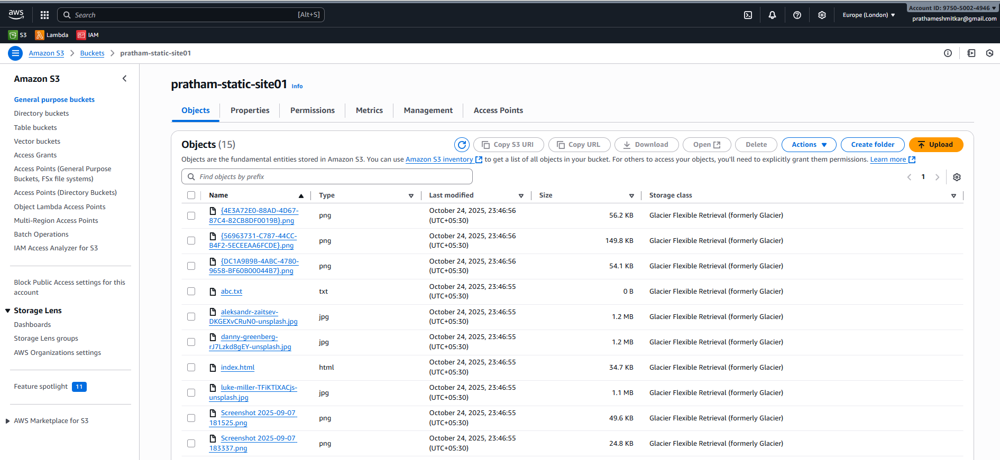 aws
Search
[Alt+S]
Europe (London)
Account ID: 9750-5002-4946
prathameshmitkar@gmail.com
S3
Lambda
IAM
Amazon S3
Buckets
pratham-static-site01
Amazon S3
General purpose buckets
Directory buckets
Table buckets
Vector buckets
Access Grants
Access Points (General Purpose
Buckets, FSx file systems)
Access Points (Directory Buckets)
Object Lambda Access Points
Multi-Region Access Points
Batch Operations
IAM Access Analyzer for S3
Block Public Access settings for this
account
Storage Lens
Dashboards
Storage Lens groups
AWS Organizations settings
Feature spotlight 11
AWS Marketplace for S3
pratham-static-site01 Info
Objects
Properties
Permissions
Metrics
Management
Access Points
Objects (15)
Copy S3 URI
Copy URL
Download
Open
Delete
Actions
Create folder
Upload
Objects are the fundamental entities stored in Amazon S3. You can use Amazon S3 inventory to get a list of all objects in your bucket. For others to access your objects, you'll need to explicitly grant them permissions. Learn more
Find objects by prefix
1
Name
Type
Last modified
Size
Storage class
{4E3A72E0-88AD-4D67-
87C4-82CB8DF0019B}.png
png
October 24, 2025, 23:46:56
(UTC+05:30)
56.2 KB
Glacier Flexible Retrieval (formerly Glacier)
{56963731-C787-44CC-
B4F2-5ECEEAA6FCDE}.png
png
October 24, 2025, 23:46:56
(UTC+05:30)
149.8 KB
Glacier Flexible Retrieval (formerly Glacier)
{DC1A9B9B-4ABC-4780-
9658-BF60B00044B7}.png
png
October 24, 2025, 23:46:56
(UTC+05:30)
54.1 KB
Glacier Flexible Retrieval (formerly Glacier)
abc.txt
txt
October 24, 2025, 23:46:55
(UTC+05:30)
0 B
Glacier Flexible Retrieval (formerly Glacier)
aleksandr-zaitsev-
DKGEXvCRuN0-unsplash.jpg
jpg
October 24, 2025, 23:46:55
(UTC+05:30)
1.2 MB
Glacier Flexible Retrieval (formerly Glacier)
danny-greenberg-
rJ7Lzkd8gEY-unsplash.jpg
jpg
October 24, 2025, 23:46:55
(UTC+05:30)
1.2 MB
Glacier Flexible Retrieval (formerly Glacier)
index.html
html
October 24, 2025, 23:46:55
(UTC+05:30)
34.7 KB
Glacier Flexible Retrieval (formerly Glacier)
luke-miller-TFiKTlXACjs-
unsplash.jpg
jpg
October 24, 2025, 23:46:55
(UTC+05:30)
1.1 MB
Glacier Flexible Retrieval (formerly Glacier)
Screenshot 2025-09-07
181525.png
png
October 24, 2025, 23:46:55
(UTC+05:30)
49.6 KB
Glacier Flexible Retrieval (formerly Glacier)
Screenshot 2025-09-07
183337.png
png
October 24, 2025, 23:46:55
(UTC+05:30)
24.8 KB
Glacier Flexible Retrieval (formerly Glacier)